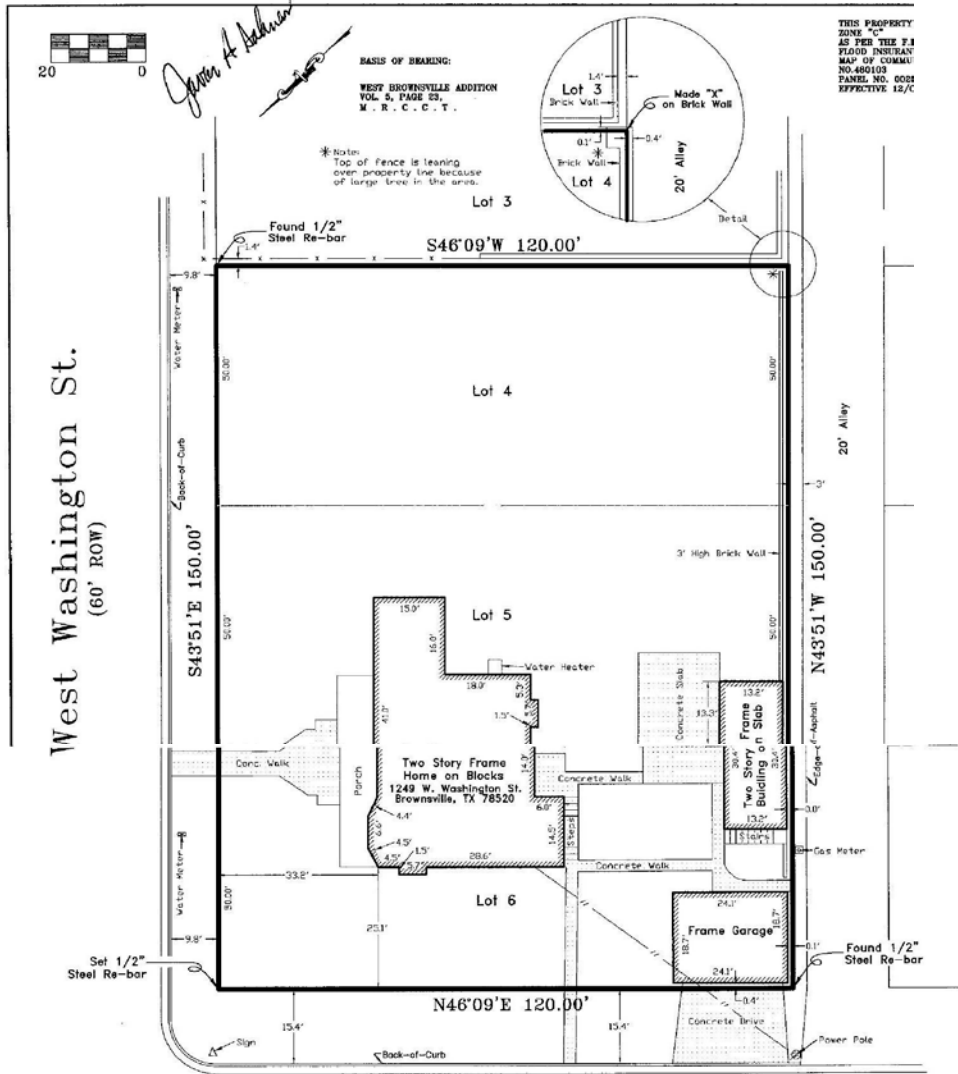 20 0
BASIS OF BEARING:
WEST BROWNSVILLE ADDITION
VOL. 5, PAGE 23,
M . R . C . C . T .
THIS PROPERTY
ZONE "C"
AS PER THE
FLOOD INSURAN
MAP OF COMMU
NO.480103
PANEL NO.
EFFECTIVE 12/
1.4'
Lot 3
Brick Wall
Made "X"
on Brick Wall
0.1'
0.4'
Brick Wall
Lot 4
20' Alley
Detail
* Note:
Top of fence is leaning
over property line because
of large tree in the area.
Lot 3
Found 1/2"
Steel Re-bar
1.4'
S46°09'W 120.00'
9.8'
Water Meter
50.00'
Lot 4
50.00'
20' Alley
West Washington St.
(60' ROW)
Back-of-Curb
3'
S43°51'E 150.00'
3' High Brick Wall
N43°51'W 150.00'
50.00'
15.0'
Lot 5
50.00'
16.0'
Water Heater
18.0'
5.3'
41.0'
1.5'
Concrete Slab
13.2'
13.3'
Two Story Frame
Buidling on Slab
30.4'
Edge-of-Asphalt
Conc. Walk
Porch
Two Story Frame
Home on Blocks
1249 W. Washington St.
Brownsville, TX 78520
14.0'
Concrete Walk
6.0'
4.4'
6.6'
14.5'
Steps
13.2'
0.0'
Stairs
Gas Meter
4.5'
1.5'
4.5'
5.7'
28.6'
Concrete Walk
33.2'
Water Meter
50.00'
Lot 6
25.1'
24.1'
18.7'
18.7'
Frame Garage
24.1'
0.1'
9.8'
Set 1/2"
Steel Re-bar
Found 1/2"
Steel Re-bar
N46°09'E 120.00'
0.4'
15.4'
15.4'
Concrete Drive
Sign
Back-of-Curb
Power Pole